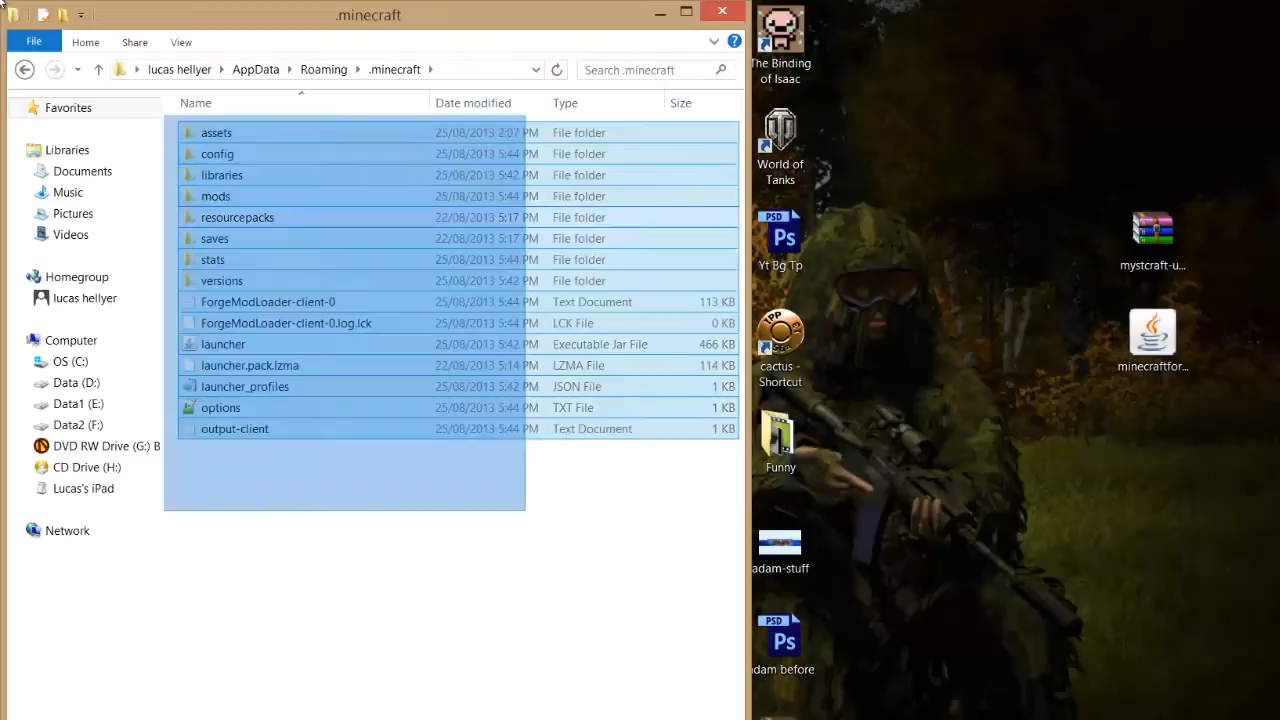 .minecraft
File Home Share View
lucas hellyer AppData Roaming .minecraft Search .minecraft
Name Date modified Type Size
assets 25/08/2013 2:07 PM File folder
config 25/08/2013 5:44 PM File folder
libraries 25/08/2013 5:42 PM File folder
mods 25/08/2013 5:44 PM File folder
resourcepacks 22/08/2013 5:17 PM File folder
saves 22/08/2013 5:17 PM File folder
stats 25/08/2013 5:44 PM File folder
versions 25/08/2013 5:44 PM File folder
ForgeModLoader-client-0 25/08/2013 5:44 PM Text Document 113 KB
ForgeModLoader-client-0.log.lck 25/08/2013 5:44 PM LCK File 0 KB
launcher 25/08/2013 5:44 PM Executable Jar File 466 KB
launcher.pack.lzma 22/08/2013 5:14 PM LZMA File 114 KB
launcher_profiles 25/08/2013 5:42 PM JSON File 1 KB
options 25/08/2013 5:44 PM TXT File 1 KB
output-client 25/08/2013 5:44 PM Text Document 1 KB
Favorites
Libraries
Documents
Music
Pictures
Videos
Homegroup
lucas hellyer
Computer
OS (C:)
Data (D:)
Data1 (E:)
Data2 (F:)
DVD RW Drive (G:) B
CD Drive (H:)
Lucas's iPad
Network
The Binding
of Isaac
World of
Tanks
PSD
Ps
Yt Bg Tp
cactus -
Shortcut
Funny
adam-stuff
PSD
Ps
adam before
mystcraft-u...
minecraftfor...